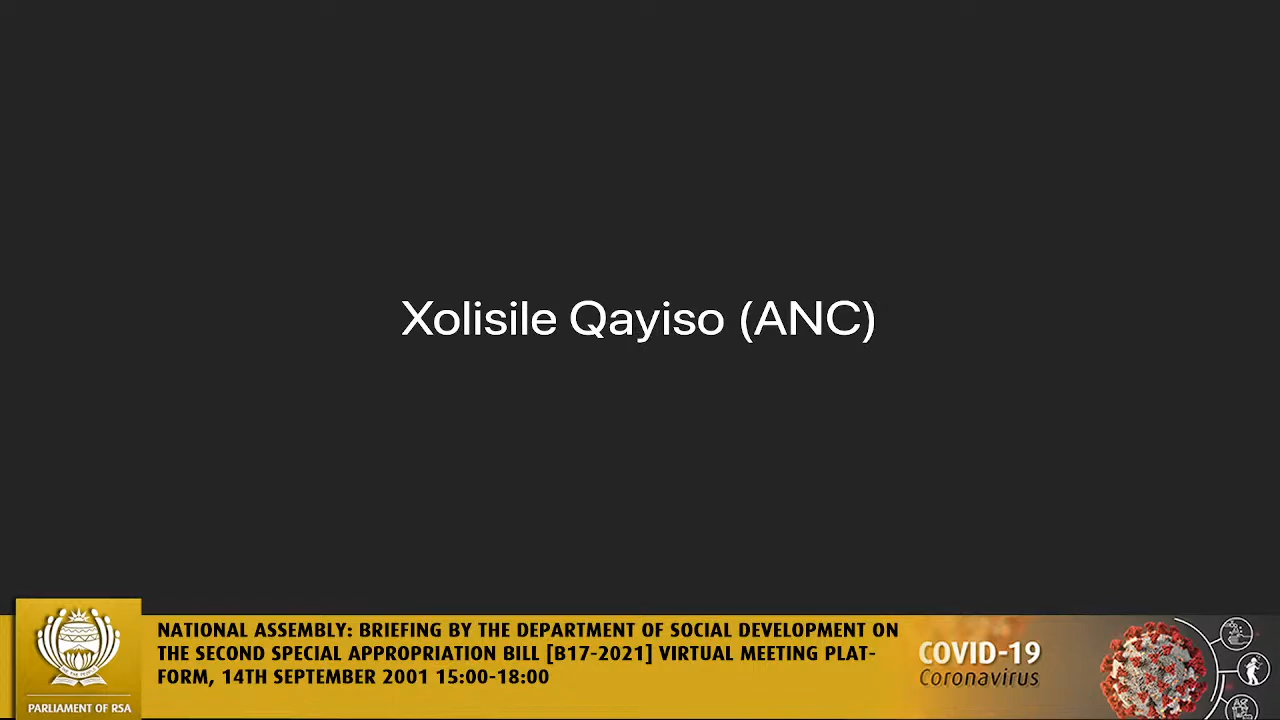 Xolisile Qayiso (ANC)
NATIONAL ASSEMBLY: BRIEFING BY THE DEPARTMENT OF SOCIAL DEVELOPMENT ON
THE SECOND SPECIAL APPROPRIATION BILL [B17-2021] VIRTUAL MEETING PLAT-
FORM, 14TH SEPTEMBER 2001 15:00-18:00
PARLIAMENT OF RSA
COVID-19
Coronavirus